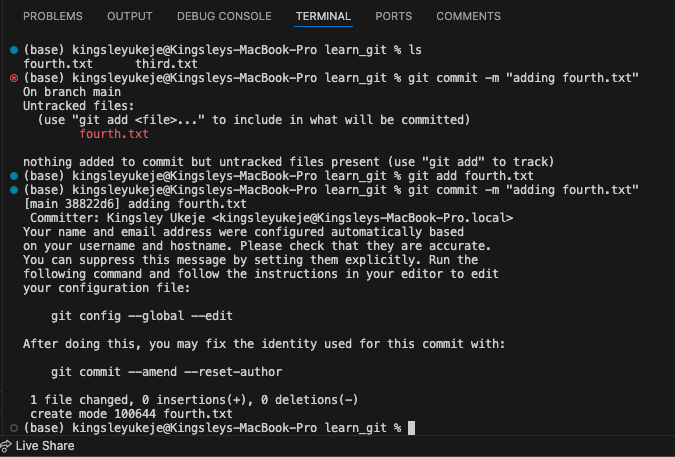 PROBLEMS OUTPUT DEBUG CONSOLE TERMINAL PORTS COMMENTS
(base) kingsleyukeje@Kingsleys-MacBook-Pro learn_git % ls
fourth.txt third.txt
(base) kingsleyukeje@Kingsleys-MacBook-Pro learn_git % git commit -m "adding fourth.txt"
On branch main
Untracked files:
(use "git add <file>..." to include in what will be committed)
fourth.txt
nothing added to commit but untracked files present (use "git add" to track)
(base) kingsleyukeje@Kingsleys-MacBook-Pro learn_git % git add fourth.txt
(base) kingsleyukeje@Kingsleys-MacBook-Pro learn_git % git commit -m "adding fourth.txt"
[main 38822d6] adding fourth.txt
Committer: Kingsley Ukeje <kingsleyukeje@Kingsleys-MacBook-Pro.local>
Your name and email address were configured automatically based
on your username and hostname. Please check that they are accurate.
You can suppress this message by setting them explicitly. Run the
following command and follow the instructions in your editor to edit
your configuration file:
git config --global --edit
After doing this, you may fix the identity used for this commit with:
git commit --amend --reset-author
1 file changed, 0 insertions(+), 0 deletions(-)
create mode 100644 fourth.txt
(base) kingsleyukeje@Kingsleys-MacBook-Pro learn_git %
Live Share